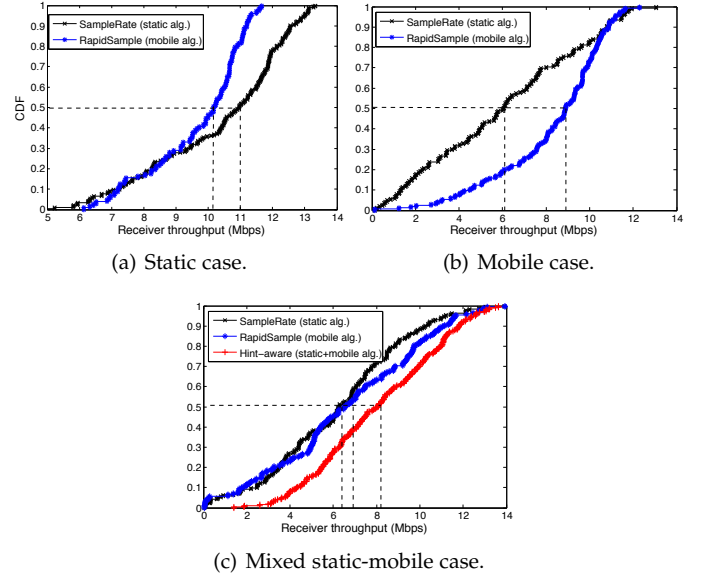 SampleRate (static alg.)
RapidSample (mobile alg.)
CDF
1
0.9
0.8
0.7
0.6
0.5
0.4
0.3
0.2
0.1
0
5 6 7 8 9 10 11 12 13 14
Receiver throughput (Mbps)
(a) Static case.
SampleRate (static alg.)
RapidSample (mobile alg.)
1
0.9
0.8
0.7
0.6
0.5
0.4
0.3
0.2
0.1
0
0 2 4 6 8 10 12 14
Receiver throughput (Mbps)
(b) Mobile case.
SampleRate (static alg.)
RapidSample (mobile alg.)
Hint-aware (static+mobile alg.)
1
0.9
0.8
0.7
0.6
0.5
0.4
0.3
0.2
0.1
0
0 2 4 6 8 10 12 14
Receiver throughput (Mbps)
(c) Mixed static-mobile case.